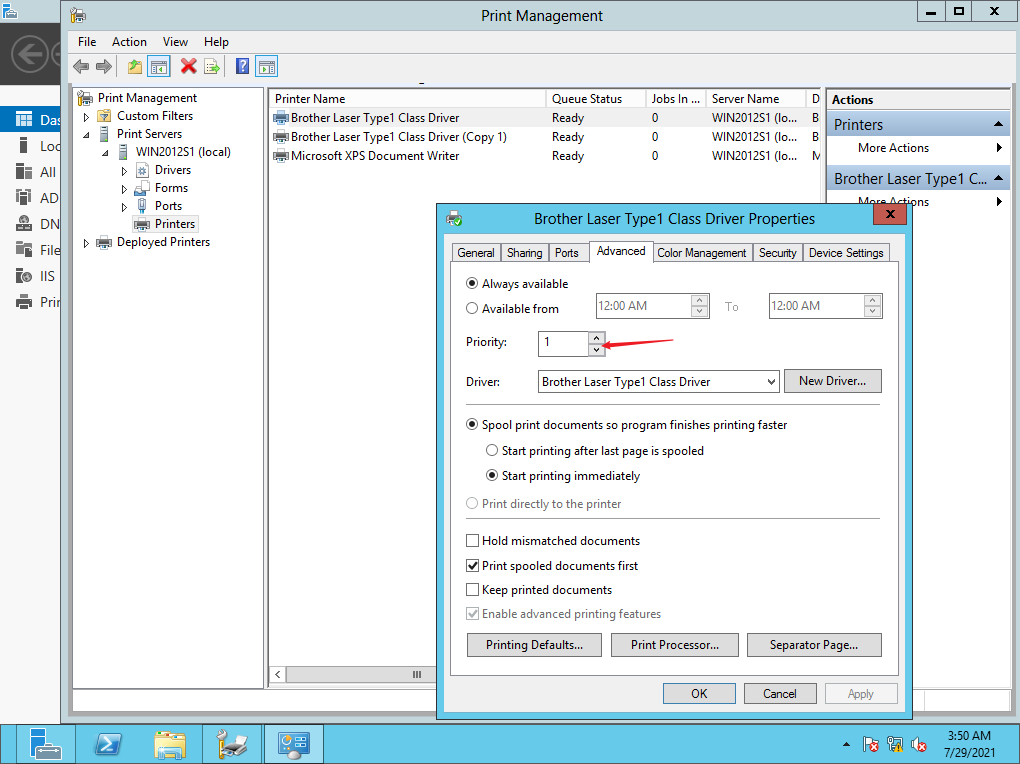 Print Management
File Action View Help
Print Management
Custom Filters
Print Servers
WIN2012S1 (local)
Drivers
Forms
Ports
Printers
Deployed Printers
Printer Name Queue Status Jobs In ... Server Name D
Brother Laser Type1 Class Driver Ready 0 WIN2012S1 (lo... B
Brother Laser Type1 Class Driver (Copy 1) Ready 0 WIN2012S1 (lo... B
Microsoft XPS Document Writer Ready 0 WIN2012S1 (lo... M
Actions
Printers
More Actions
Brother Laser Type1 C...
More Actions
Das
Loc
All
AD
DN
File
IIS
Prin
Brother Laser Type1 Class Driver Properties
General Sharing Ports Advanced Color Management Security Device Settings
Always available
Available from 12:00 AM To 12:00 AM
Priority: 1
Driver: Brother Laser Type1 Class Driver New Driver...
Spool print documents so program finishes printing faster
Start printing after last page is spooled
Start printing immediately
Print directly to the printer
Hold mismatched documents
Print spooled documents first
Keep printed documents
Enable advanced printing features
Printing Defaults... Print Processor... Separator Page...
OK Cancel Apply
3:50 AM
7/29/2021